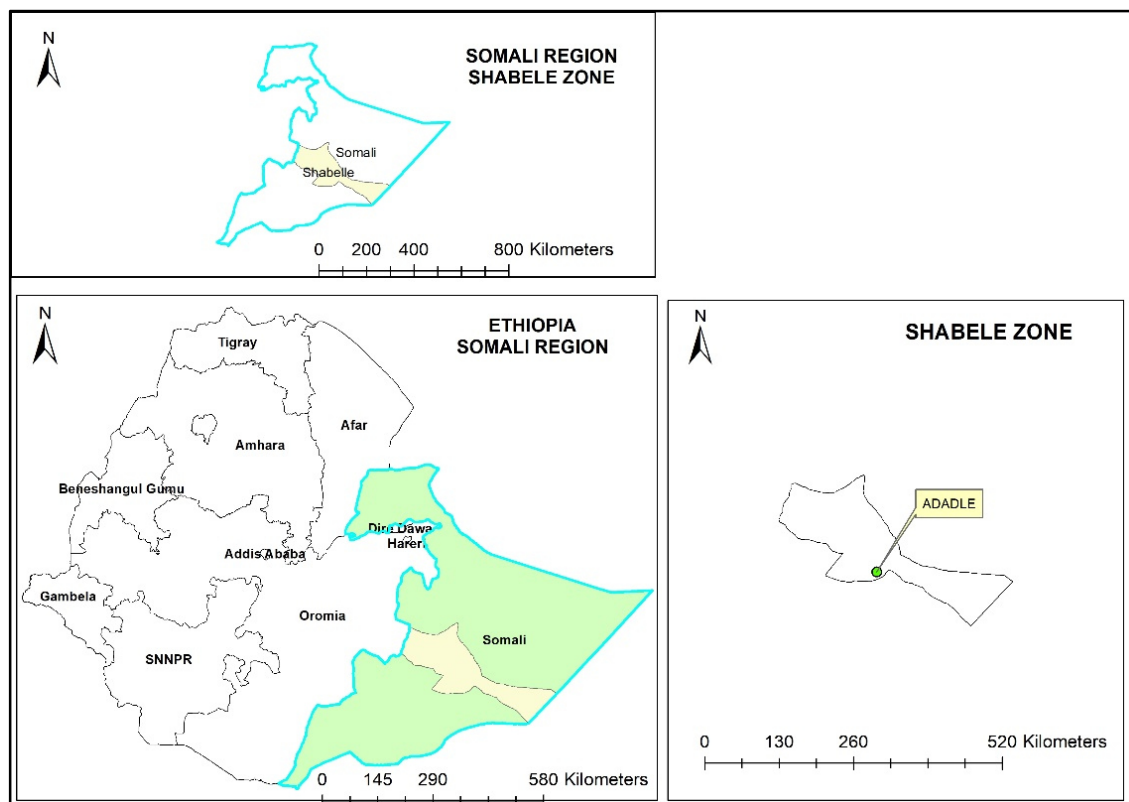 N
SOMALI REGION
SHABELE ZONE
Somali
Shabelle
0 200 400 800 Kilometers
N
ETHIOPIA
SOMALI REGION
Tigray
Afar
Amhara
Beneshangul Gumu
Dire Dawa
Hareri
Addis Ababa
Gambela
Oromia
Somali
SNNPR
0 145 290 580 Kilometers
N
SHABELE ZONE
ADADLE
0 130 260 520 Kilometers